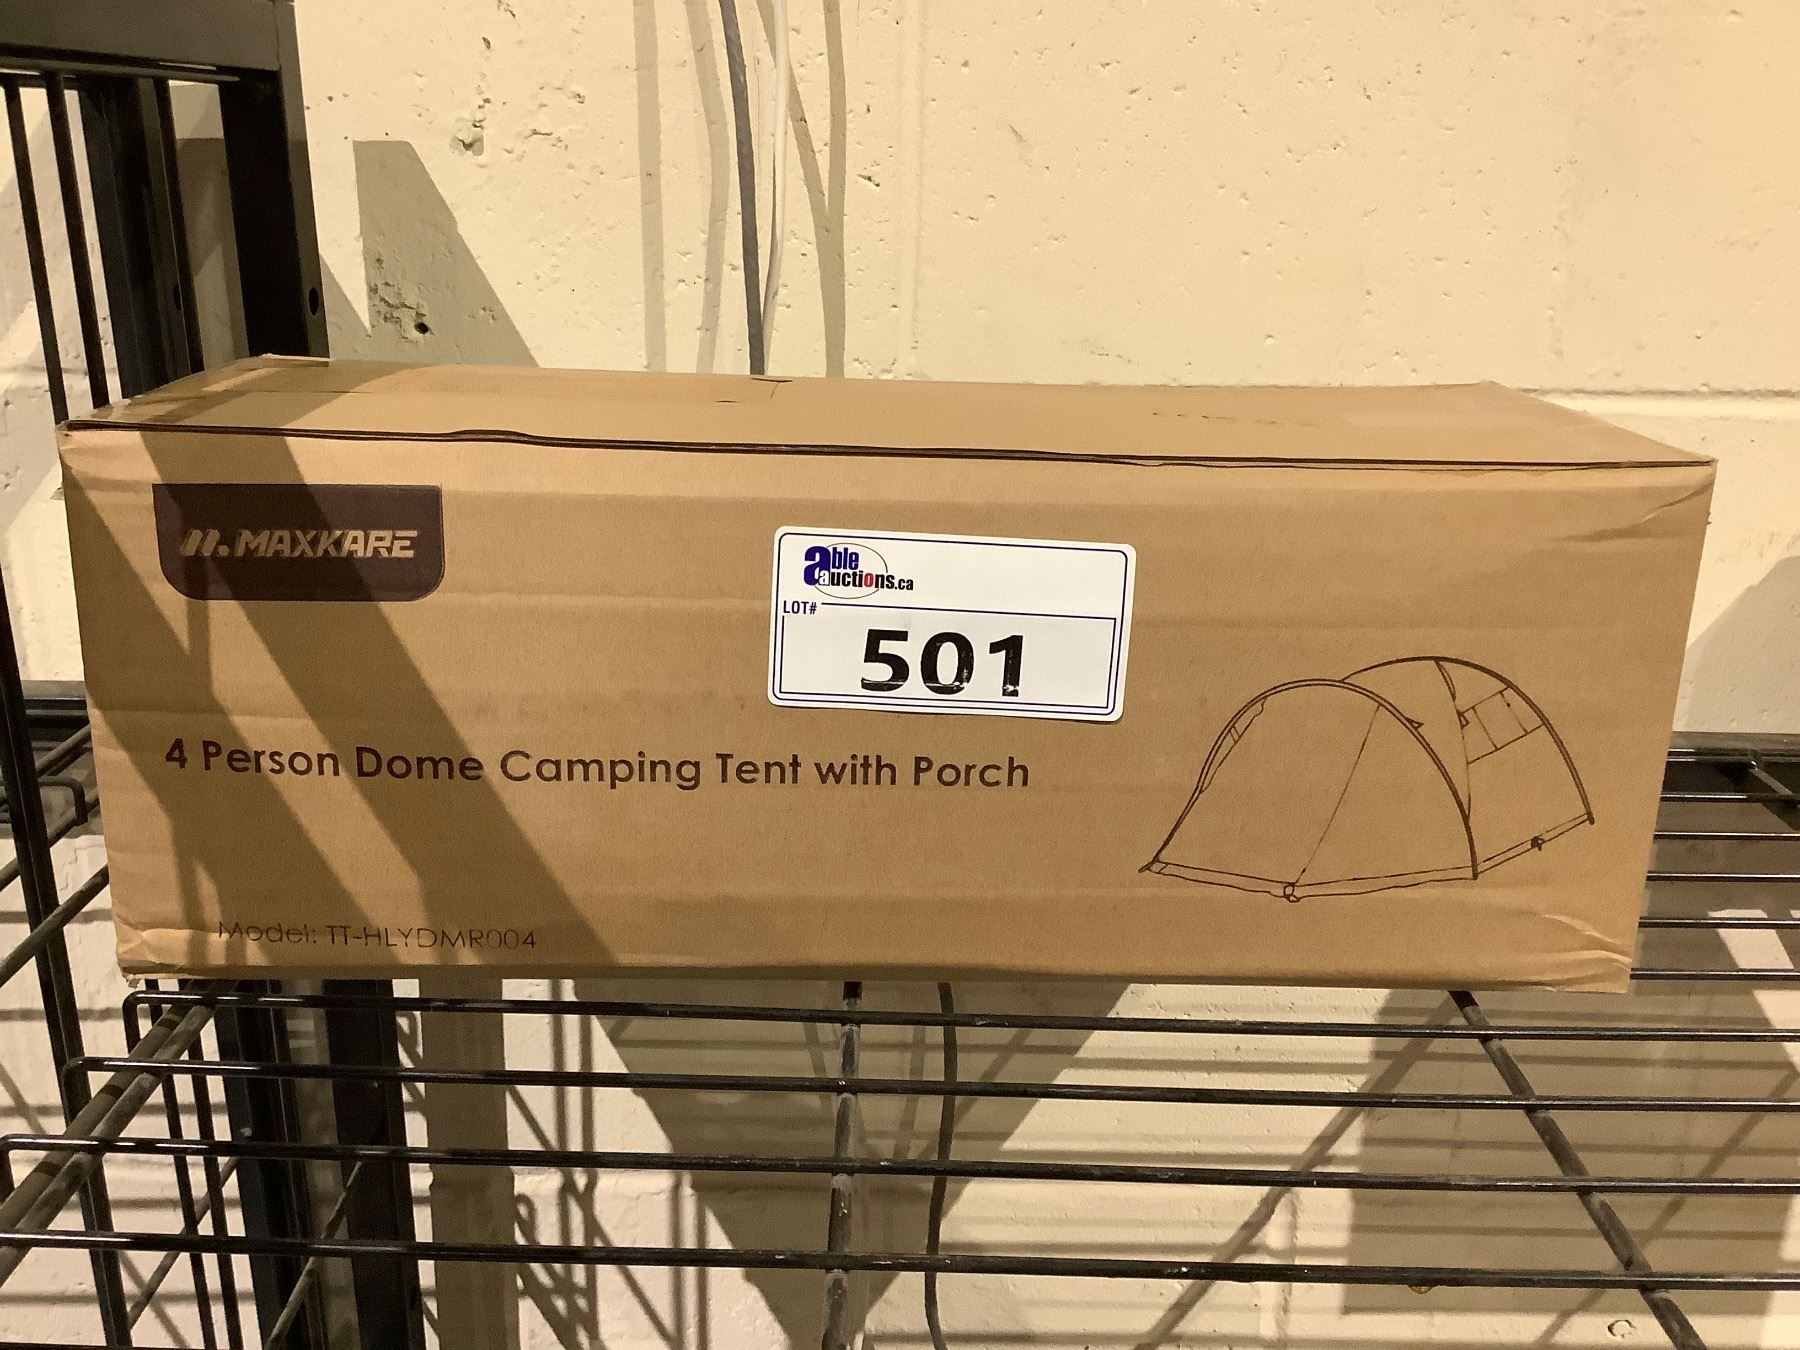 MAXKARE
able
auctions.ca
LOT#
501
4 Person Dome Camping Tent with Porch
Model: TT-HLYDMR004